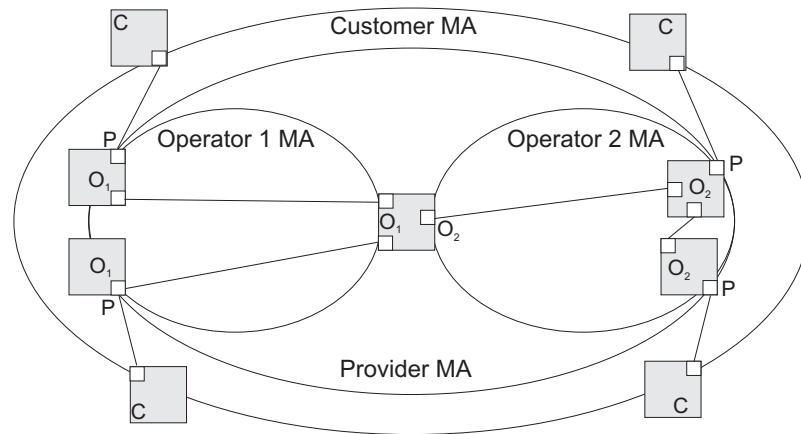 Customer MA
C
C
P
Operator 1 MA
Operator 2 MA
P
O₁
O₂
O₁
O₂
O₁
O₂
P
P
Provider MA
C
C